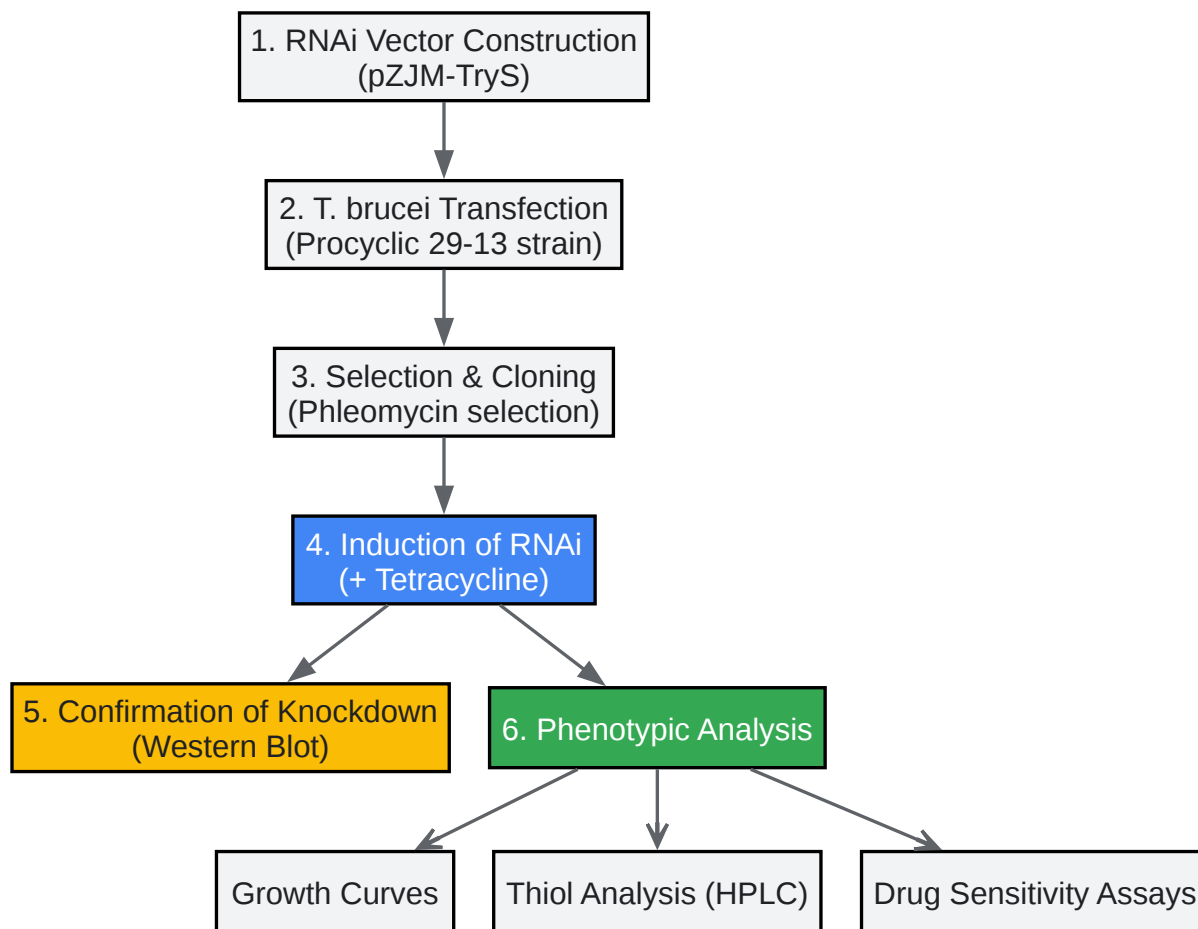 1. RNAi Vector Construction
(pZJM-TryS)
2. T. brucei Transfection
(Procyclic 29-13 strain)
3. Selection & Cloning
(Phleomycin selection)
4. Induction of RNAi
(+ Tetracycline)
5. Confirmation of Knockdown
(Western Blot)
6. Phenotypic Analysis
Growth Curves
Thiol Analysis (HPLC)
Drug Sensitivity Assays